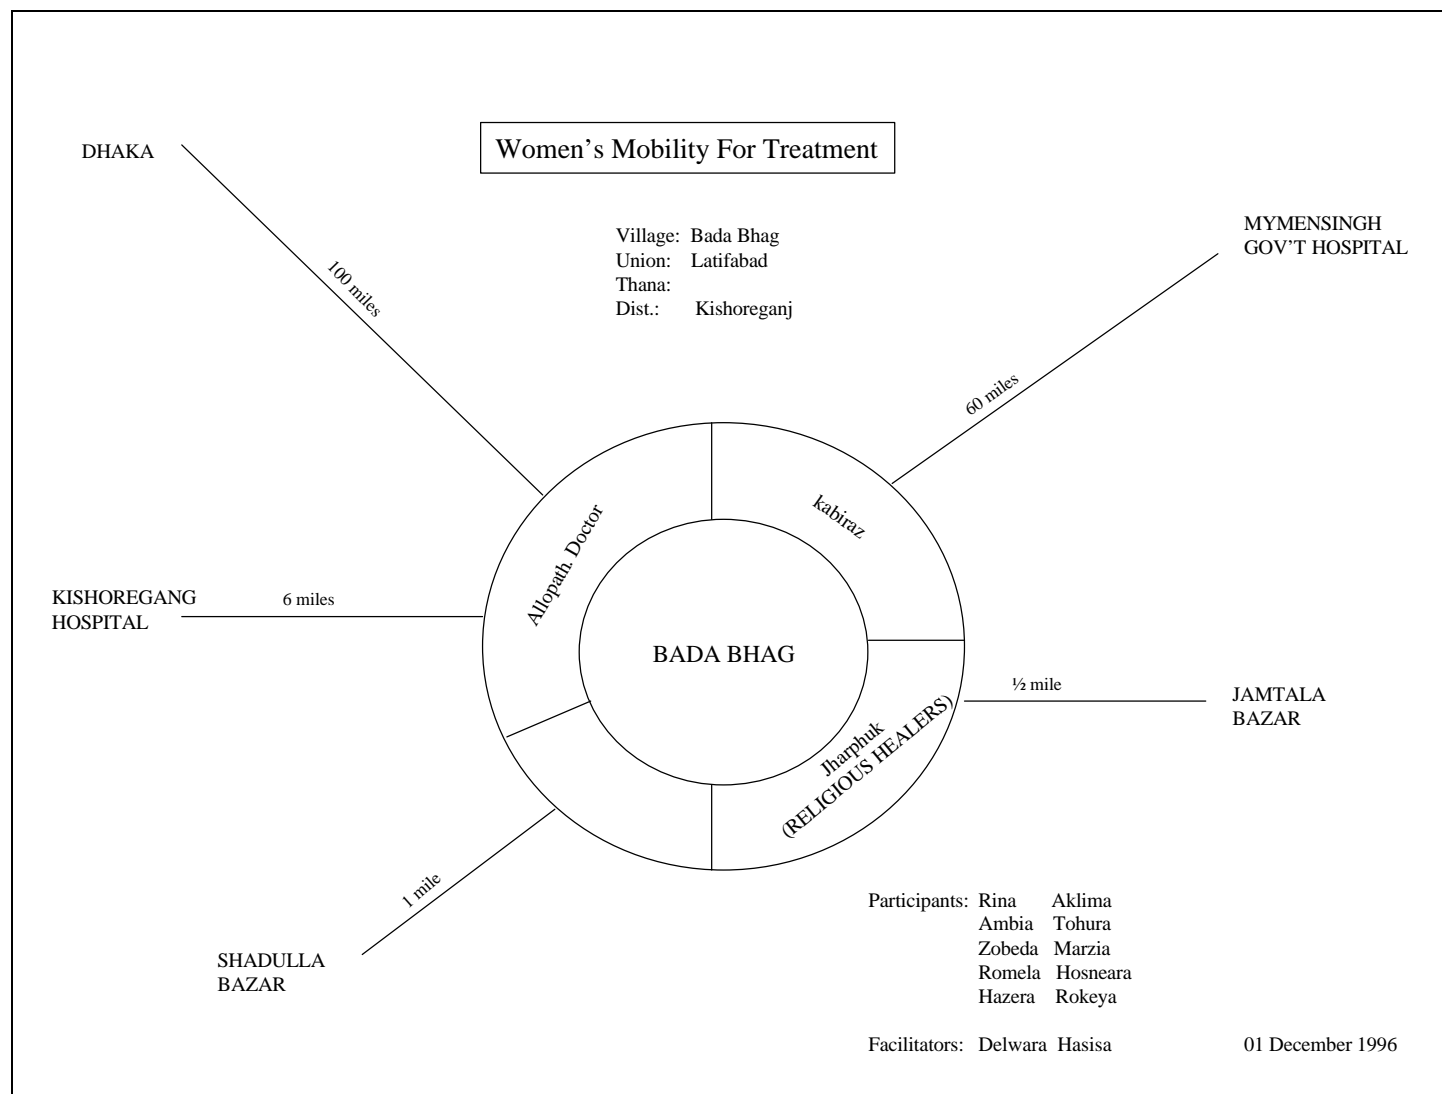 Women’s Mobility For Treatment
DHAKA
MYMENSINGH
GOV’T HOSPITAL
Village: Bada Bhag
Union: Latifabad
Thana:
Dist.: Kishoreganj
100 miles
60 miles
kabiraz
Allopath. Doctor
KISHOREGANG
HOSPITAL
6 miles
BADA BHAG
½ mile
JAMTALA
BAZAR
Jharphuk
(RELIGIOUS HEALERS)
1 mile
SHADULLA
BAZAR
Participants: Rina Aklima
Ambia Tohura
Zobeda Marzia
Romela Hosneara
Hazera Rokeya
Facilitators: Delwara Hasisa
01 December 1996